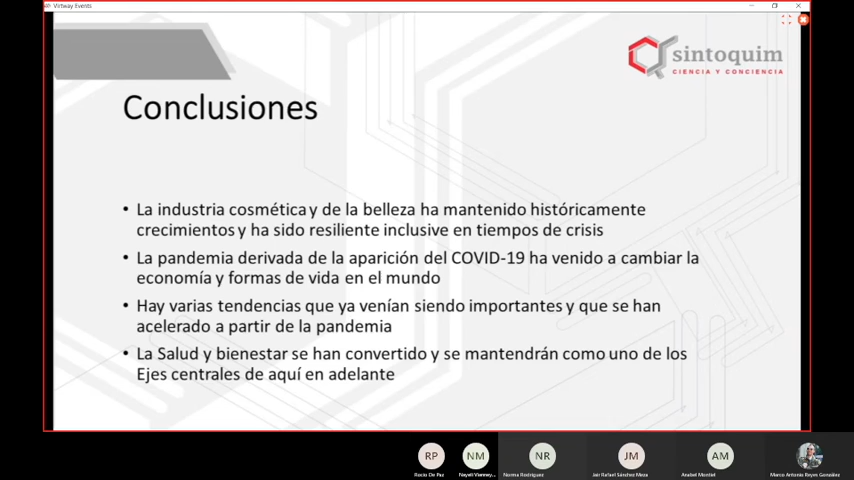 Virtway Events
sintoquim
CIENCIA Y CONCIENCIA
Conclusiones
• La industria cosmética y de la belleza ha mantenido históricamente
crecimientos y ha sido resiliente inclusive en tiempos de crisis
• La pandemia derivada de la aparición del COVID-19 ha venido a cambiar la
economía y formas de vida en el mundo
• Hay varias tendencias que ya venían siendo importantes y que se han
acelerado a partir de la pandemia
• La Salud y bienestar se han convertido y se mantendrán como uno de los
Ejes centrales de aquí en adelante
RP NM NR JM AM
Rocio De Paz Neyeli Vianney... Norma Rodriguez Jair Rafael Sánchez Meza Anabel Montiel Marco Antonio Reyes González